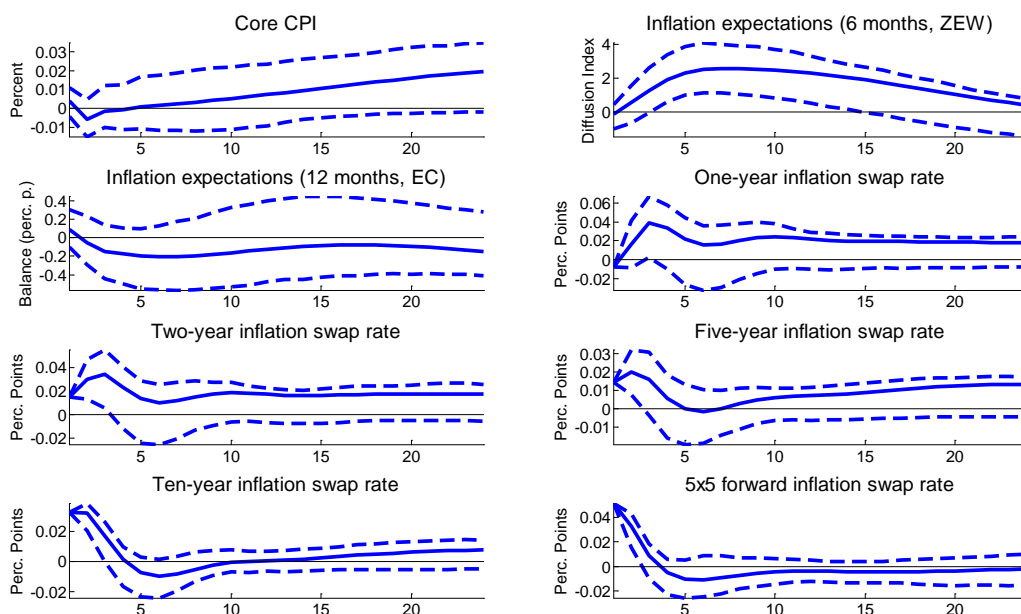 Core CPI
Percent
0.03
0.02
0.01
0
-0.01
5 10 15 20
Inflation expectations (6 months, ZEW)
Diffusion Index
4
2
0
5 10 15 20
Inflation expectations (12 months, EC)
Balance (perc. p.)
0.4
0.2
0
-0.2
-0.4
5 10 15 20
One-year inflation swap rate
Perc. Points
0.06
0.04
0.02
0
-0.02
5 10 15 20
Two-year inflation swap rate
Perc. Points
0.04
0.02
0
-0.02
5 10 15 20
Five-year inflation swap rate
Perc. Points
0.03
0.02
0.01
0
-0.01
5 10 15 20
Ten-year inflation swap rate
Perc. Points
0.02
0
-0.02
5 10 15 20
5x5 forward inflation swap rate
Perc. Points
0.04
0.02
0
-0.02
5 10 15 20